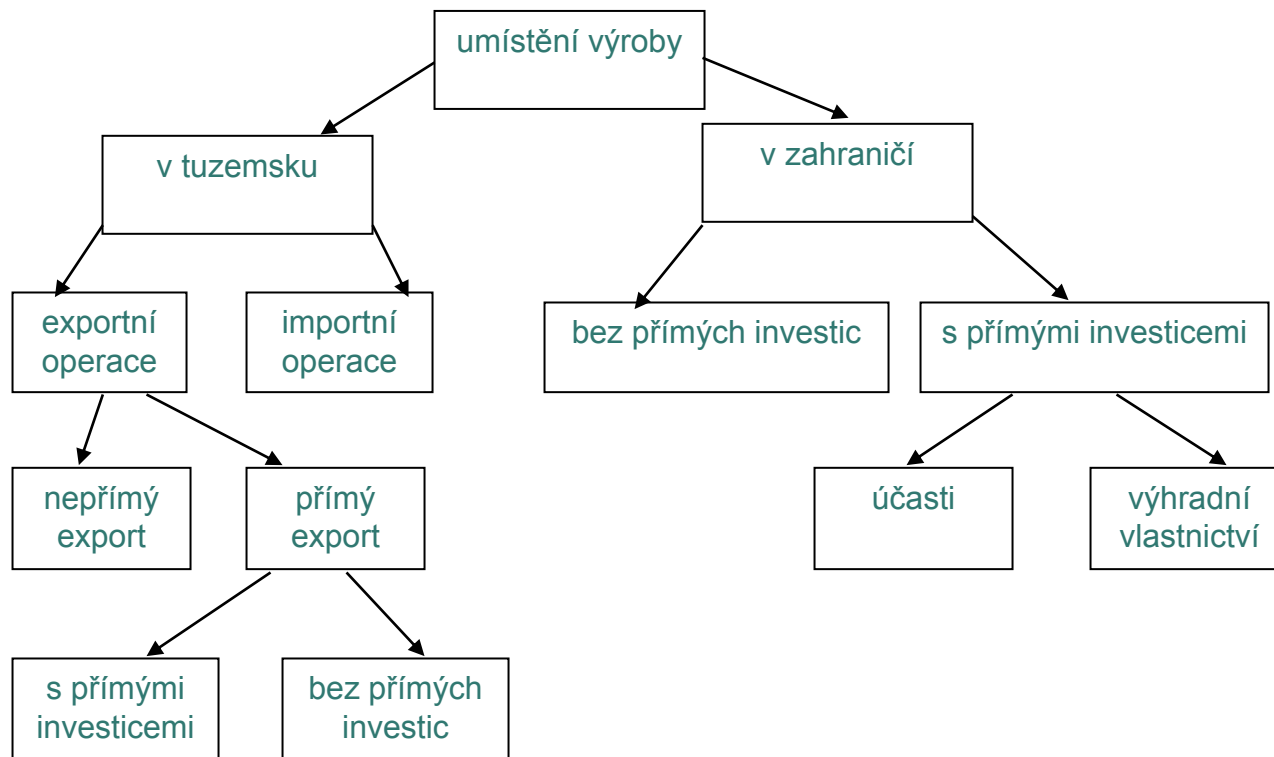 umístění výroby
v tuzemsku
v zahraničí
exportní
operace
importní
operace
bez přímých investic
s přímými investicemi
nepřímý
export
přímý
export
účasti
výhradní
vlastnictví
s přímými
investicemi
bez přímých
investic